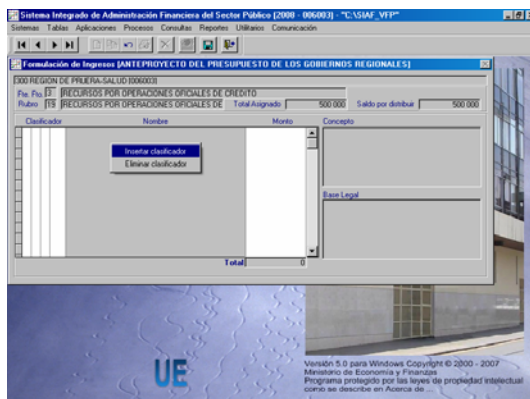 Sistema Integrado de Administración Financiera del Sector Público (2008 - 006003) - "C:\SIAF_VFP"
Sistemas Tablas Aplicaciones Procesos Consultas Reportes Utilitarios Comunicación
Formulación de Ingresos [ANTEPROYECTO DEL PRESUPUESTO DE LOS GOBIERNOS REGIONALES]
300 REGION DE PRUEBA-SALUD [006003]
Fte. Fto. 3 RECURSOS POR OPERACIONES OFICIALES DE CREDITO
Rubro 19 RECURSOS POR OPERACIONES OFICIALES DE Total Asignado 500 000 Saldo por distribuir 500 000
Clasificador Nombre Monto Concepto
Insertar clasificador
Eliminar clasificador
Base Legal
Total 0
UE
Versión 5.0 para Windows Copyright © 2000 - 2007
Ministerio de Economía y Finanzas
Programa protegido por las leyes de propiedad intelectual
como se describe en Acerca de ...